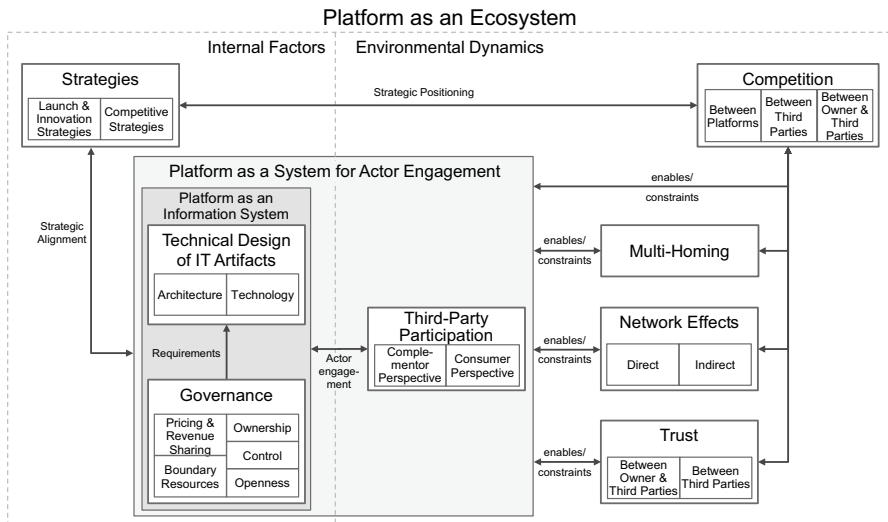 Platform as an Ecosystem
Internal Factors
Environmental Dynamics
Strategies
Launch &
Innovation
Strategies
Competitive
Strategies
Strategic Positioning
Competition
Between
Platforms
Between
Third
Parties
Between
Owner &
Third
Parties
Strategic
Alignment
Platform as a System for Actor Engagement
Platform as an
Information System
Technical Design
of IT Artifacts
Architecture
Technology
Requirements
Governance
Pricing &
Revenue
Sharing
Boundary
Resources
Ownership
Control
Openness
Actor
engage-
ment
Third-Party
Participation
Comple-
mentor
Perspective
Consumer
Perspective
enables/
constraints
enables/
constraints
Multi-Homing
enables/
constraints
Network Effects
Direct
Indirect
enables/
constraints
Trust
Between
Owner &
Third Parties
Between
Third Parties